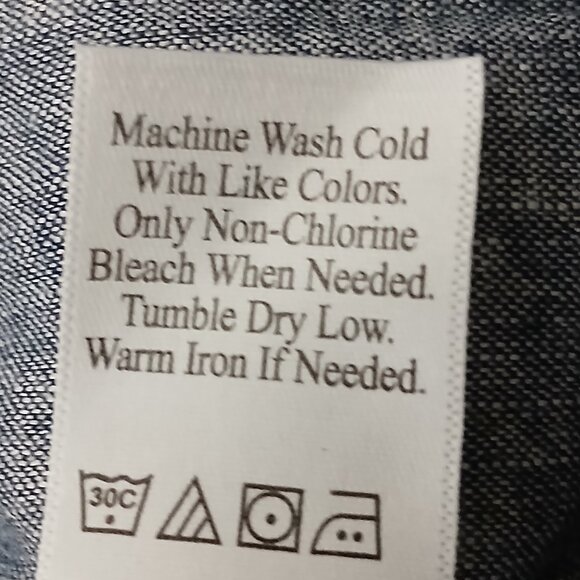 Machine Wash Cold
With Like Colors.
Only Non-Chlorine
Bleach When Needed.
Tumble Dry Low.
Warm Iron If Needed.
30C